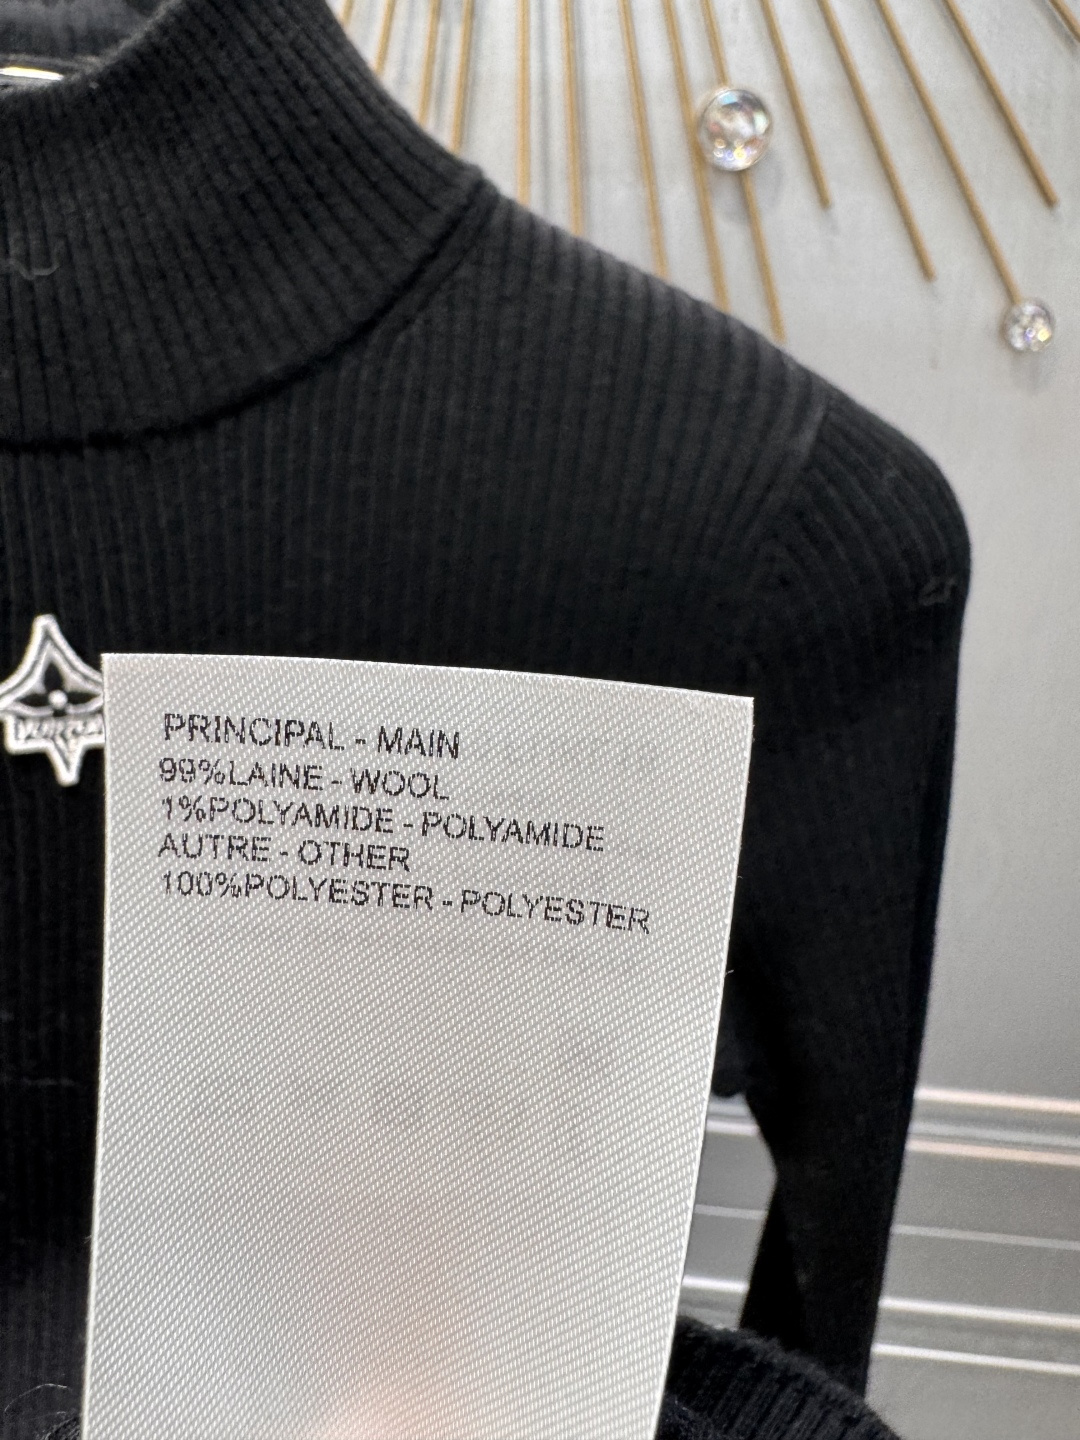 PRINCIPAL - MAIN
99%LAINE - WOOL
1%POLYAMIDE - POLYAMIDE
AUTRE - OTHER
100%POLYESTER - POLYESTER